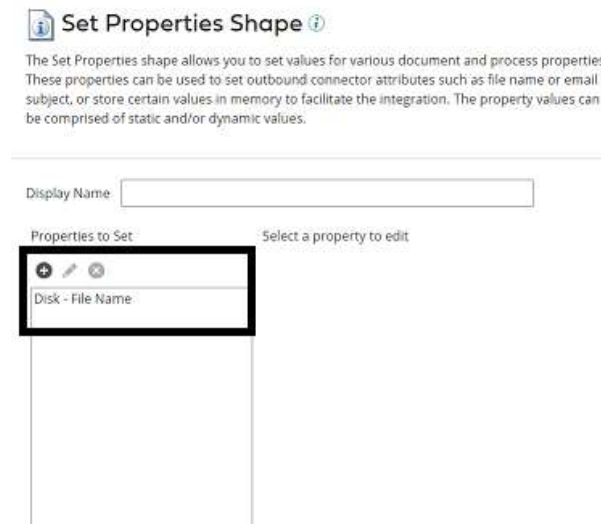 Set Properties Shape
The Set Properties shape allows you to set values for various document and process properties
These properties can be used to set outbound connector attributes such as file name or email
subject, or store certain values in memory to facilitate the integration. The property values can
be comprised of static and/or dynamic values.
Display Name
Properties to Set
Select a property to edit
Disk - File Name